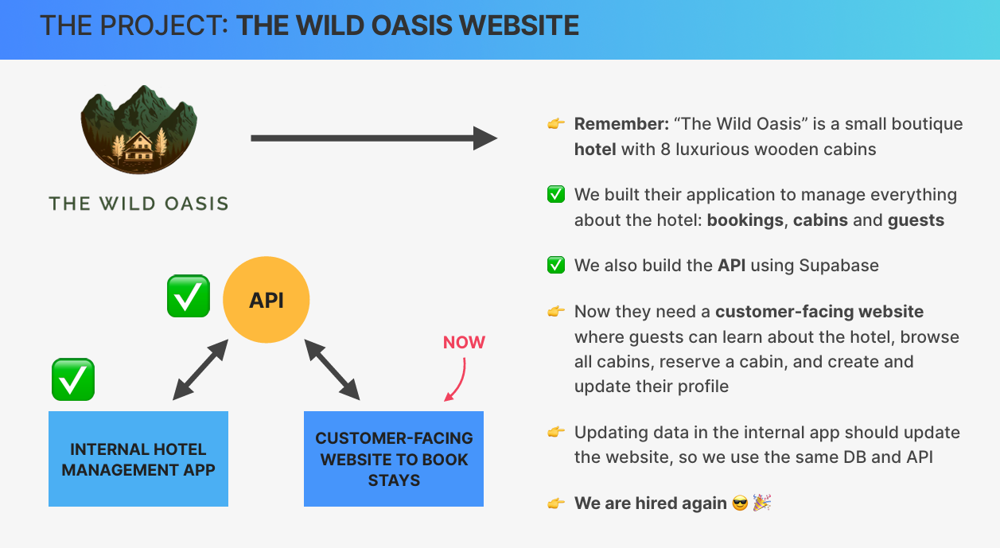 THE PROJECT: THE WILD OASIS WEBSITE
THE WILD OASIS
API
NOW
INTERNAL HOTEL
MANAGEMENT APP
CUSTOMER-FACING
WEBSITE TO BOOK
STAYS
👉 Remember: “The Wild Oasis” is a small boutique
hotel with 8 luxurious wooden cabins
✅ We built their application to manage everything
about the hotel: bookings, cabins and guests
✅ We also build the API using Supabase
👉 Now they need a customer-facing website
where guests can learn about the hotel, browse
all cabins, reserve a cabin, and create and
update their profile
👉 Updating data in the internal app should update
the website, so we use the same DB and API
👉 We are hired again 😎 🎉